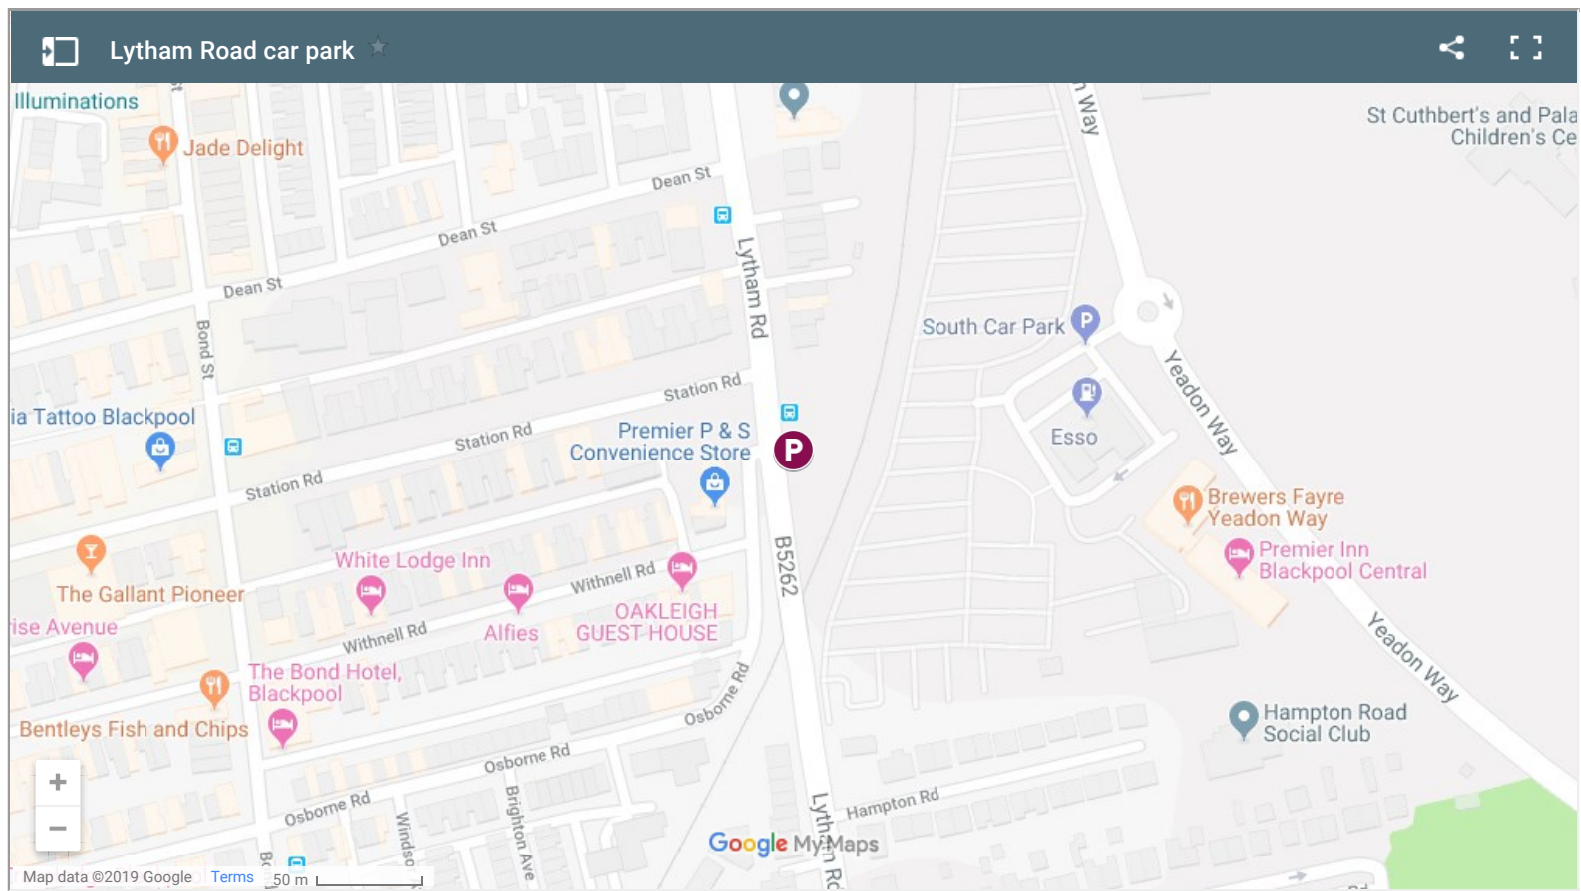 Lytham Road car park
Illuminations
Jade Delight
St Cuthbert's and Pala
Children's Ce
n Way
Dean St
Dean St
Dean St
Lytham Rd
Bond St
South Car Park
P
Yeadon Way
Station Rd
Station Rd
Station Rd
ia Tattoo Blackpool
Premier P & S
Convenience Store
P
Esso
Brewers Fayre
Yeadon Way
Premier Inn
Blackpool Central
White Lodge Inn
Withnell Rd
B5262
The Gallant Pioneer
Alfies
OAKLEIGH
GUEST HOUSE
rise Avenue
Withnell Rd
Yeadon Way
The Bond Hotel,
Blackpool
Osborne Rd
Bentleys Fish and Chips
Hampton Road
Social Club
Osborne Rd
+
Osborne Rd
Brighton Ave
Hampton Rd
Lytham Rd
−
Google My Maps
Map data ©2019 Google
Terms
50 m